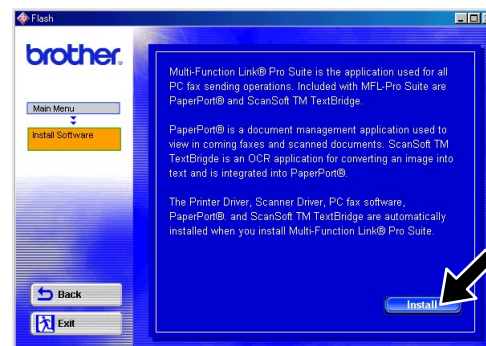 Flash
brother.
Main Menu
Install Software
Multi-Function Link® Pro Suite is the application used for all
PC fax sending operations. Included with MFL-Pro Suite are
PaperPort® and ScanSoft TM TextBridge.
PaperPort® is a document management application used to
view in coming faxes and scanned documents. ScanSoft TM
TextBrigde is an OCR application for converting an image into
text and is integrated into PaperPort®.
The Printer Driver, Scanner Driver, PC fax software,
PaperPort®. and ScanSoft TM TextBridge are automatically
installed when you install Multi-Function Link® Pro Suite.
Install
Back
Exit